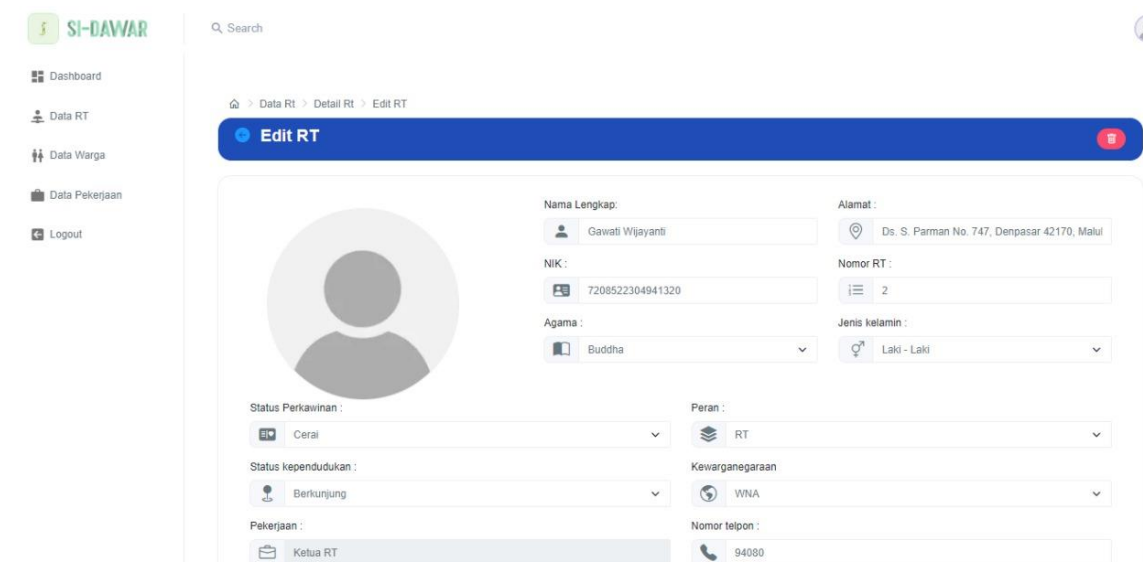 SI-DAWAR
Search
Dashboard
Data RT
Data Warga
Data Pekerjaan
Logout
Data Rt > Detail Rt > Edit RT
Edit RT
Nama Lengkap:
Gawati Wijayanti
Alamat :
Ds. S. Parman No. 747, Denpasar 42170, Malul
NIK :
7208522304941320
Nomor RT :
2
Agama :
Buddha
Jenis kelamin :
Laki - Laki
Status Perkawinan :
Cerai
Peran :
RT
Status kependudukan :
Berkunjung
Kewarganegaraan
WNA
Pekerjaan :
Ketua RT
Nomor telpon :
94080